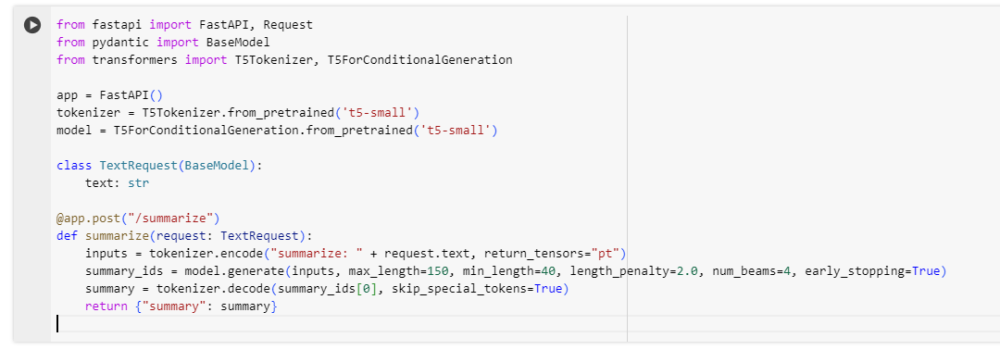 from fastapi import FastAPI, Request
from pydantic import BaseModel
from transformers import T5Tokenizer, T5ForConditionalGeneration
app = FastAPI()
tokenizer = T5Tokenizer.from_pretrained('t5-small')
model = T5ForConditionalGeneration.from_pretrained('t5-small')
class TextRequest(BaseModel):
    text: str
@app.post("/summarize")
def summarize(request: TextRequest):
    inputs = tokenizer.encode("summarize: " + request.text, return_tensors="pt")
    summary_ids = model.generate(inputs, max_length=150, min_length=40, length_penalty=2.0, num_beams=4, early_stopping=True)
    summary = tokenizer.decode(summary_ids[0], skip_special_tokens=True)
    return {"summary": summary}